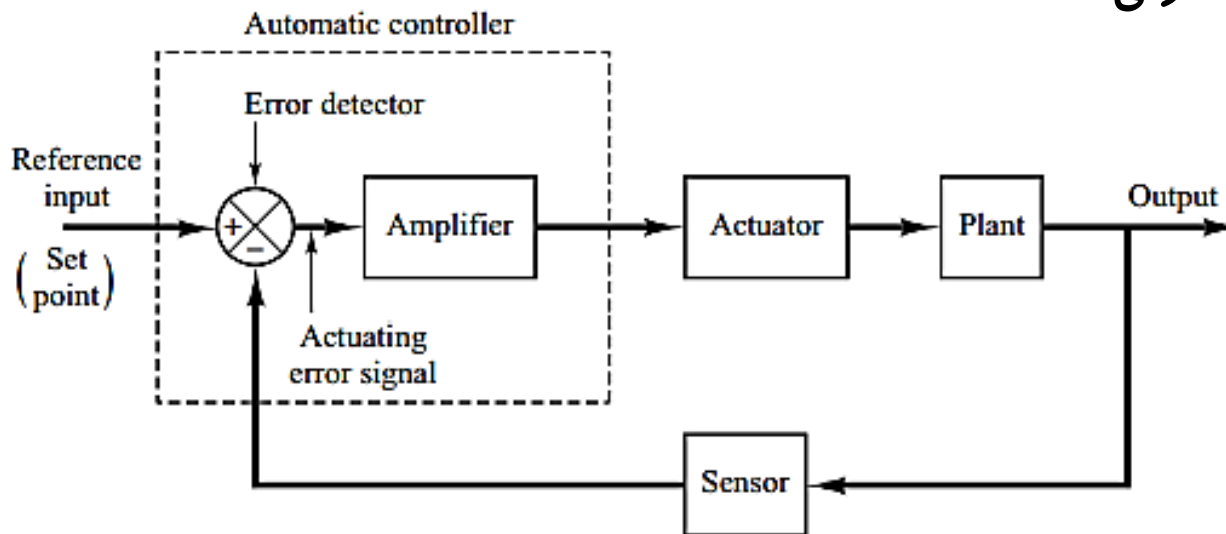 Automatic controller
Error detector
Reference
input
(Set
point)
+
−
Amplifier
Actuator
Plant
Output
Actuating
error signal
Sensor